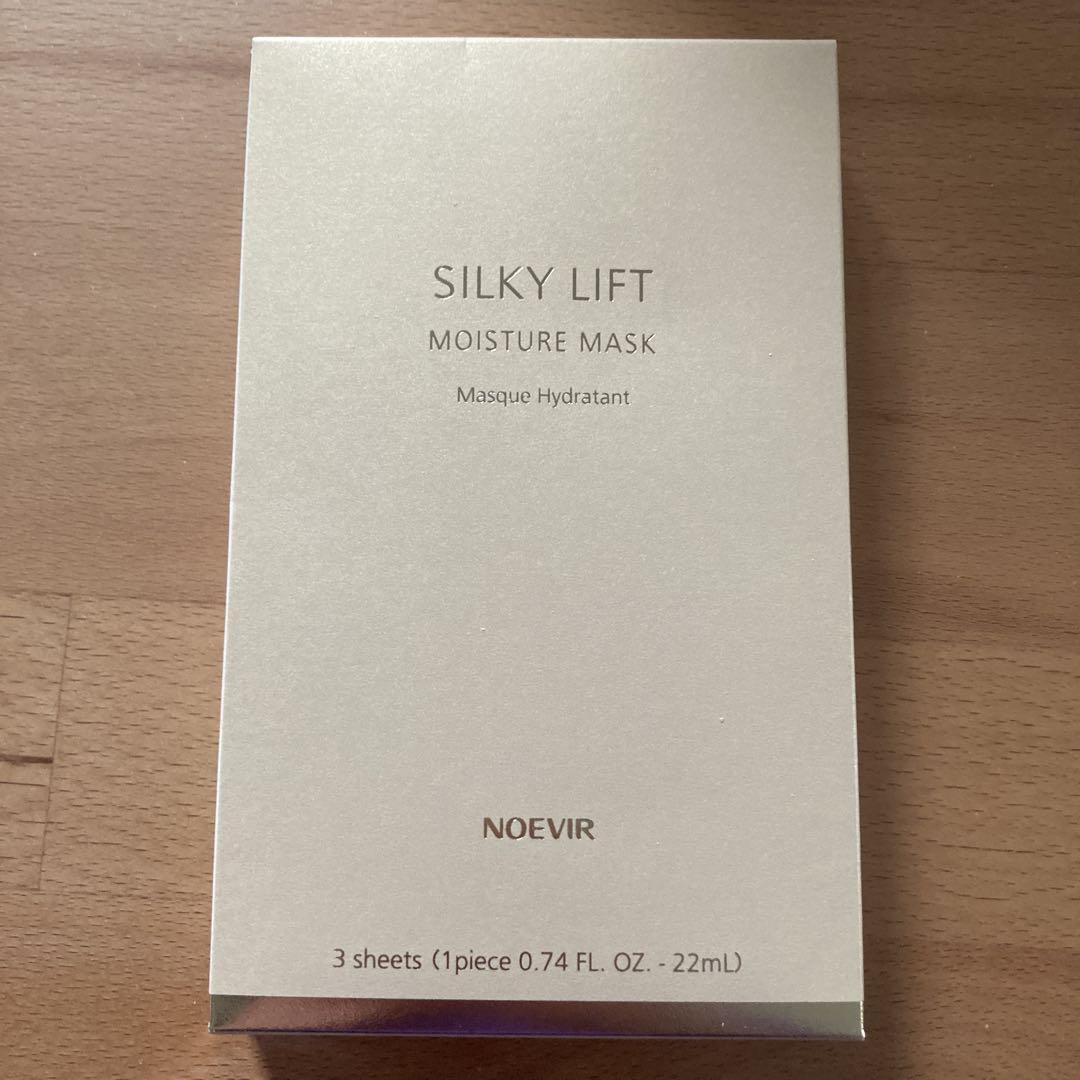 SILKY LIFT
MOISTURE MASK
Masque Hydratant
NOEVIR
3 sheets (1piece 0.74 FL. OZ. - 22mL)